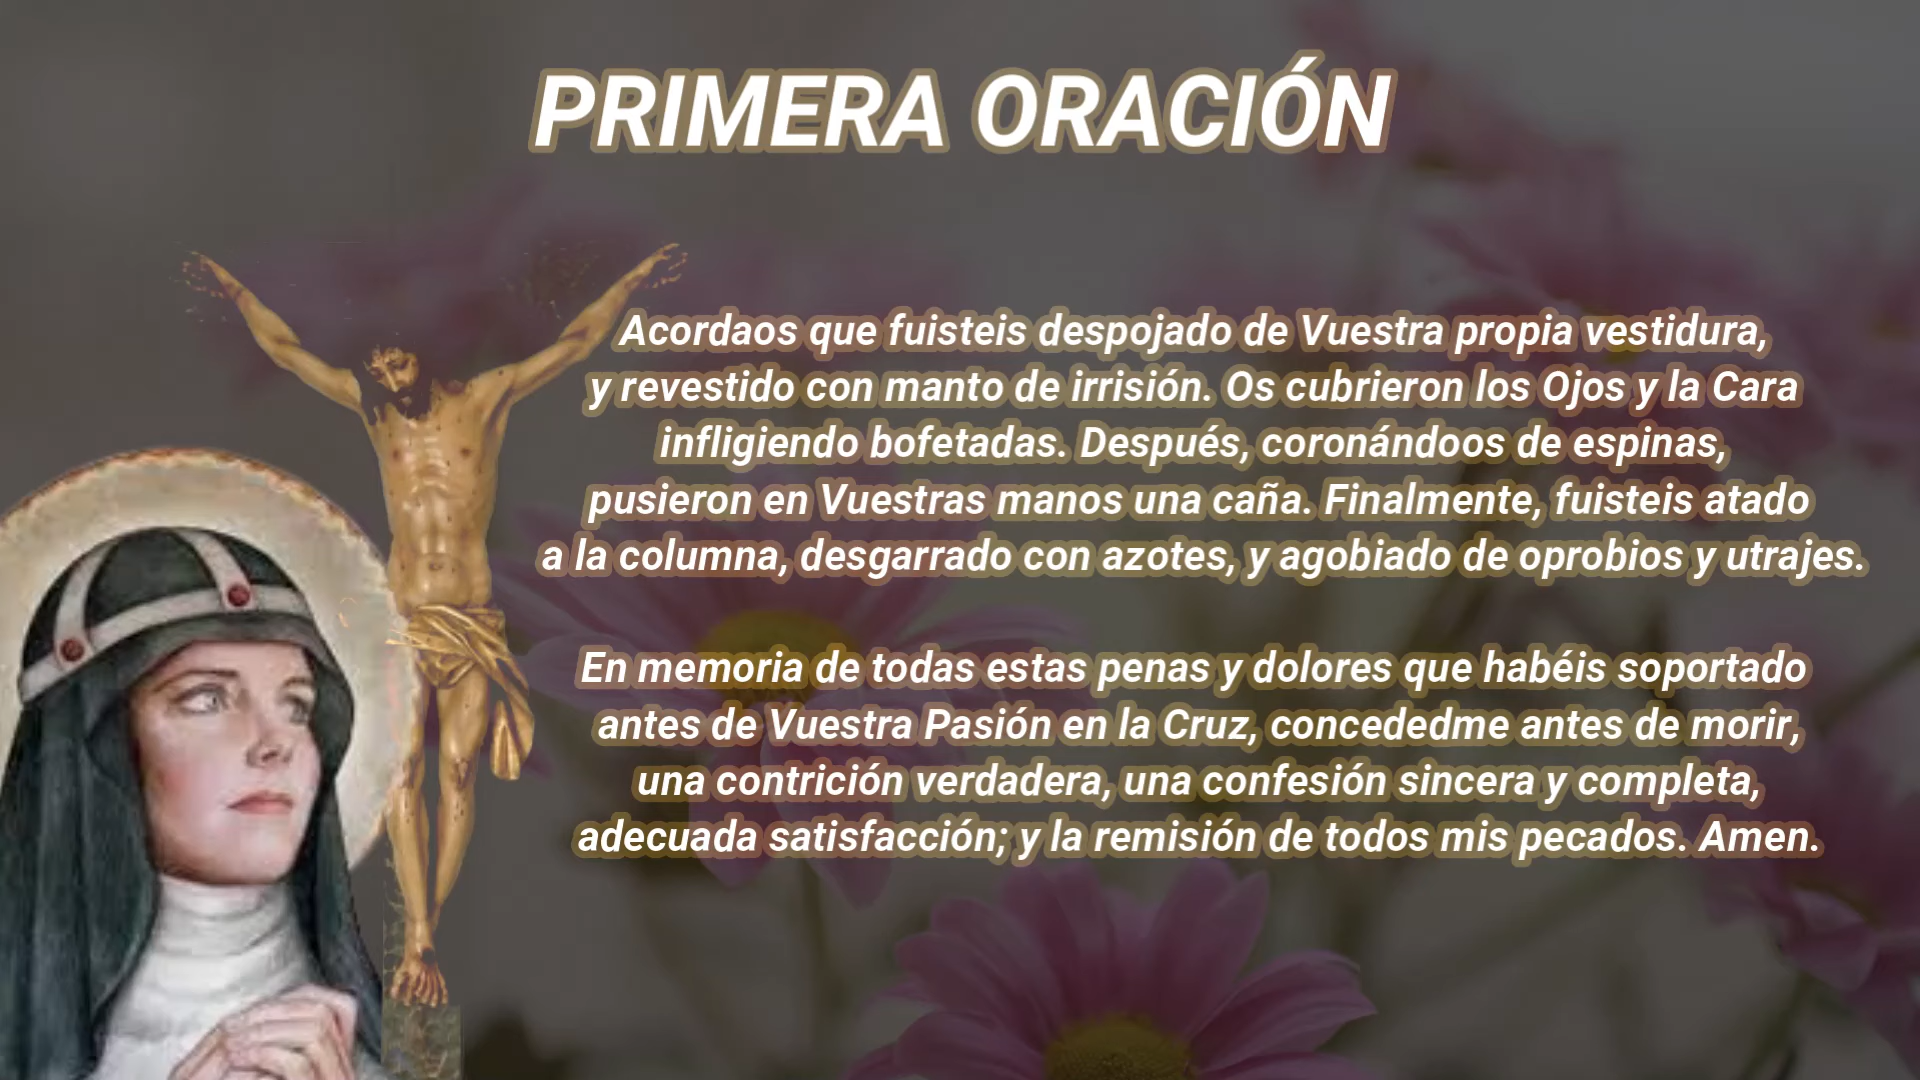 PRIMERA ORACIÓN
Acordaos que fuisteis despojado de Vuestra propia vestidura,
y revestido con manto de irrisión. Os cubrieron los Ojos y la Cara
infligiendo bofetadas. Después, coronándoos de espinas,
pusieron en Vuestras manos una caña. Finalmente, fuisteis atado
a la columna, desgarrado con azotes, y agobiado de oprobios y utrajes.
En memoria de todas estas penas y dolores que habéis soportado
antes de Vuestra Pasión en la Cruz, concededme antes de morir,
una contrición verdadera, una confesión sincera y completa,
adecuada satisfacción; y la remisión de todos mis pecados. Amen.